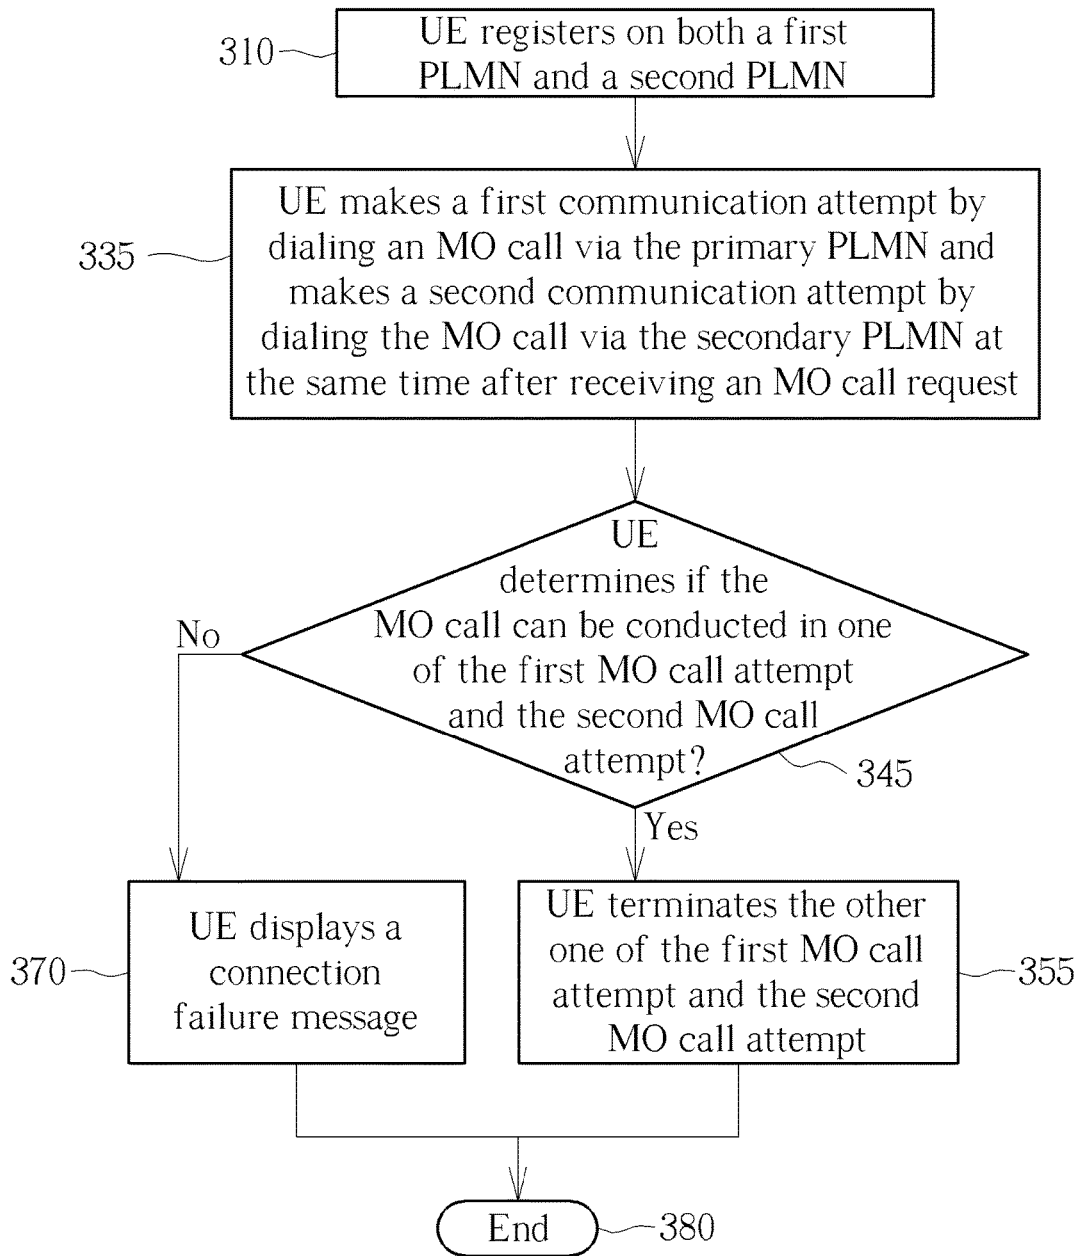 310
UE registers on both a first
PLMN and a second PLMN
335
UE makes a first communication attempt by
dialing an MO call via the primary PLMN and
makes a second communication attempt by
dialing the MO call via the secondary PLMN at
the same time after receiving an MO call request
UE
determines if the
MO call can be conducted in one
of the first MO call attempt
and the second MO call
attempt?
345
No
Yes
370
UE displays a
connection
failure message
UE terminates the other
one of the first MO call
attempt and the second
MO call attempt
355
End
380